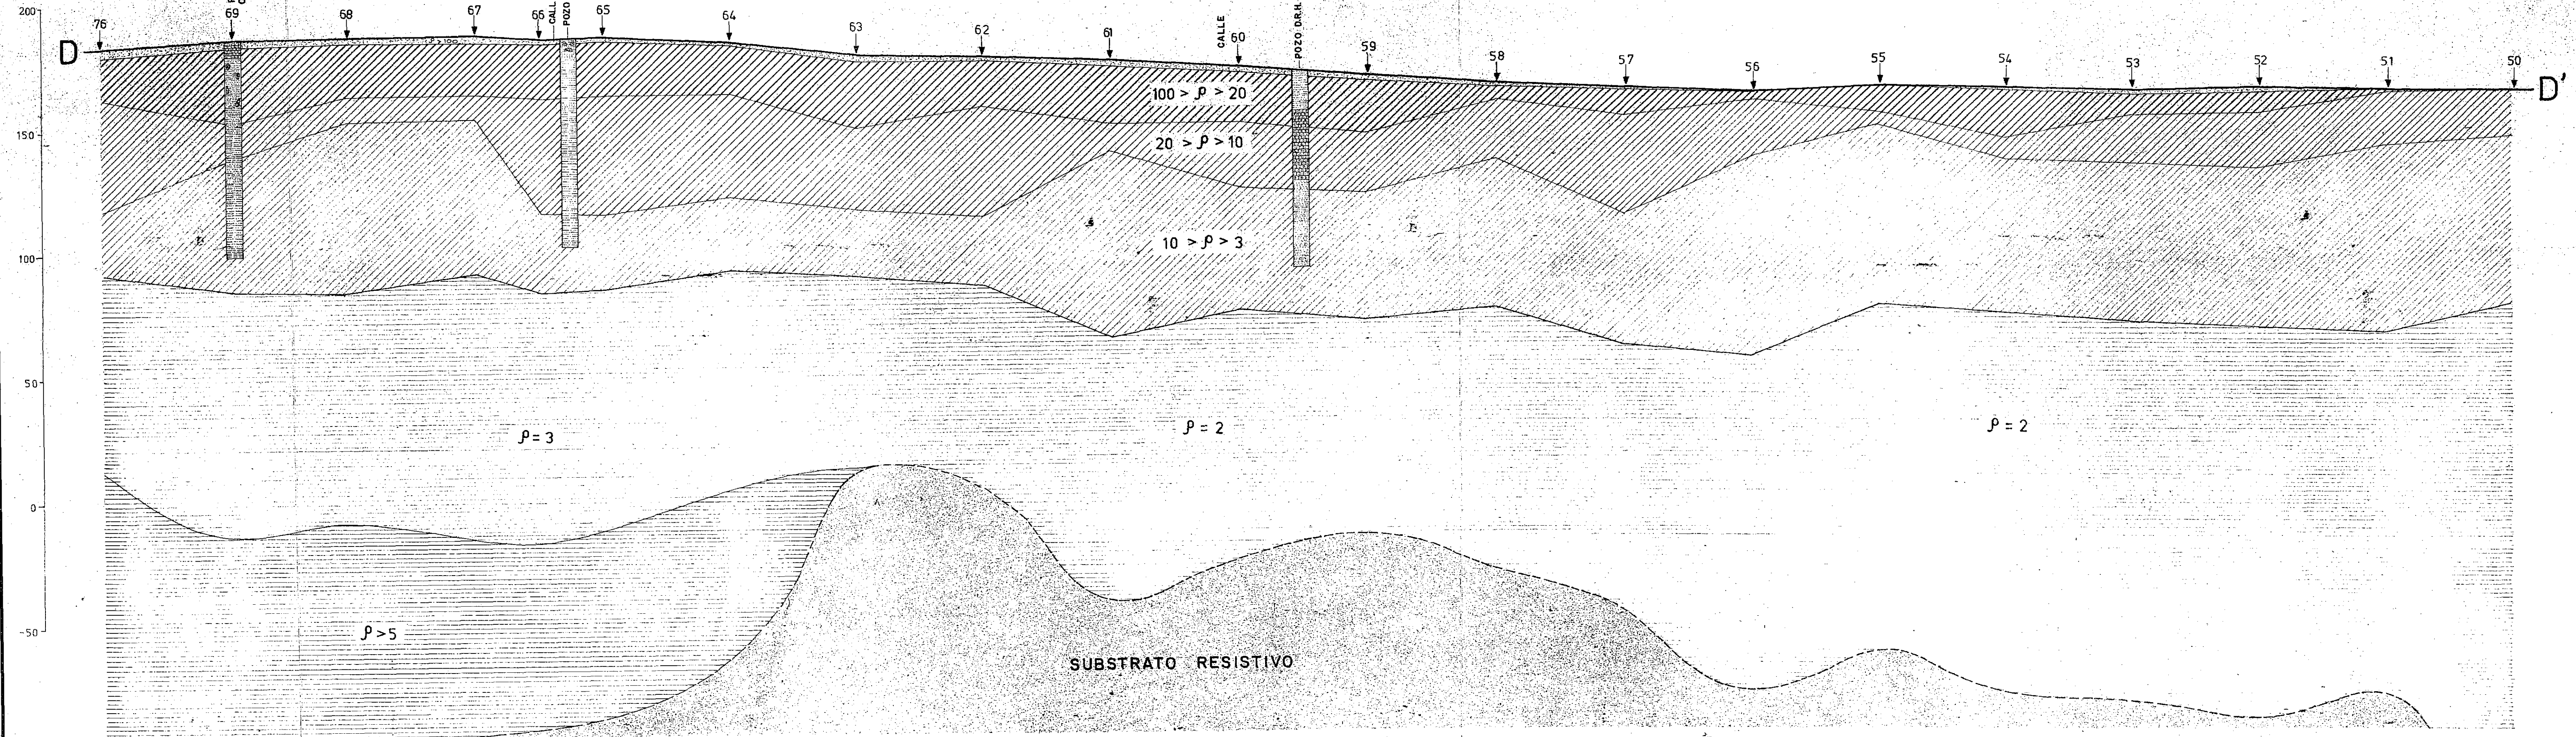 200
76 69 68 67 66 65 64 63 62 61 60 59 58 57 56 55 54 53 52 51 50
POZO
CALLE
POZO D.R.H.
D
D'
100 > ρ > 20
150
20 > ρ > 10
10 > ρ > 3
100
50
ρ = 3
ρ = 2
ρ = 2
0
-50
ρ >5
SUBSTRATO RESISTIVO